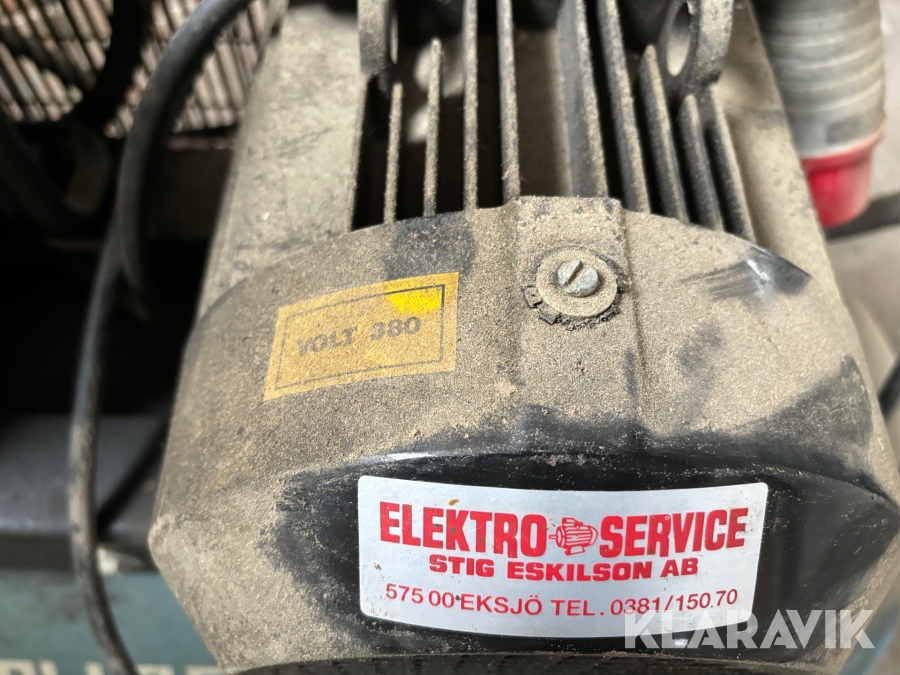 VOLT 380
ELEKTRO SERVICE
STIG ESKILSON AB
575 00 EKSJÖ TEL. 0381/150.70
KLARAVIK